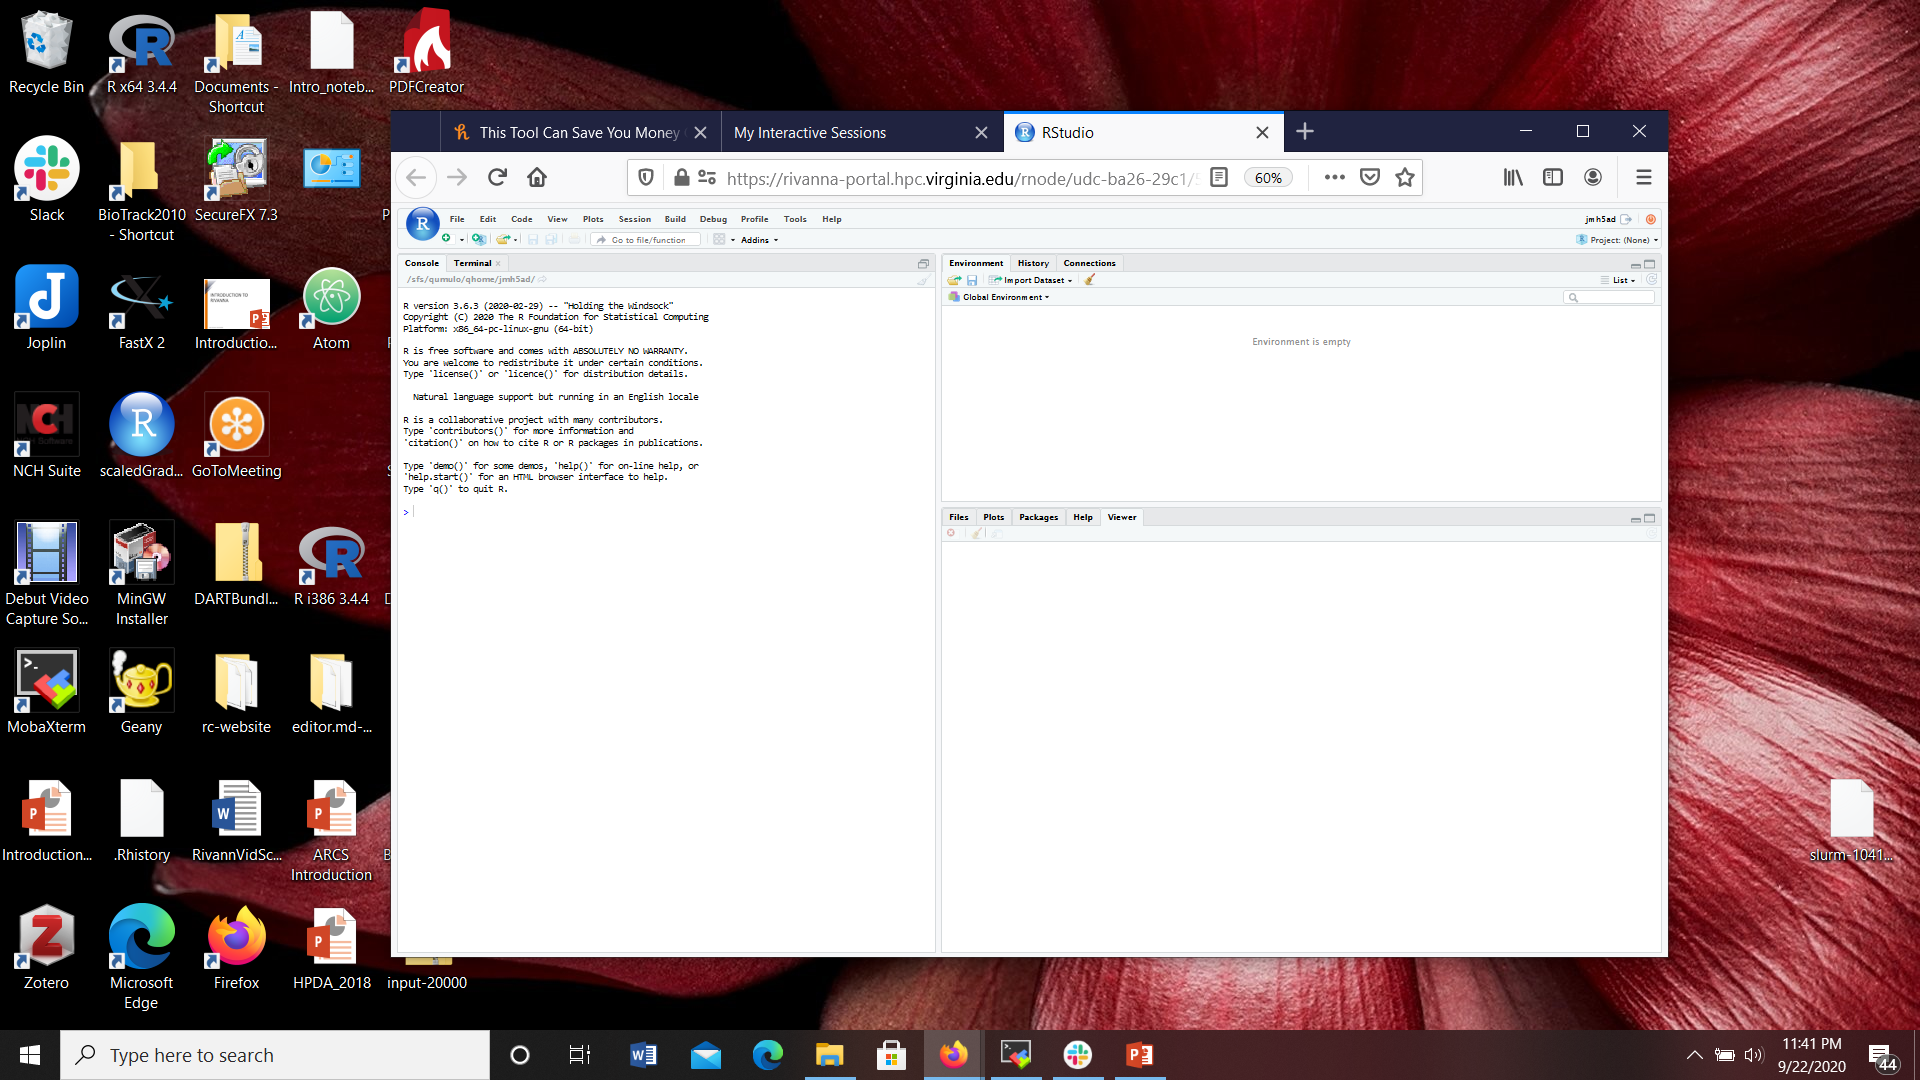 Recycle Bin
R x64 3.4.4
Documents -
Shortcut
Intro_noteb...
PDFCreator
Slack
BioTrack2010
- Shortcut
SecureFX 7.3
Joplin
FastX 2
Introductio...
Atom
NCH Suite
scaledGrad...
GoToMeeting
Debut Video
Capture So...
MinGW
Installer
DARTBundl...
R i386 3.4.4
MobaXterm
Geany
rc-website
editor.md-...
Introduction...
.Rhistory
RivannVidSc...
ARCS
Introduction
Zotero
Microsoft
Edge
Firefox
HPDA_2018
input-20000
slurm-1041...
INTRODUCTION TO
RIVANNA
This Tool Can Save You Money
My Interactive Sessions
RStudio
https://rivanna-portal.hpc.virginia.edu/rnode/udc-ba26-29c1/
60%
File Edit Code View Plots Session Build Debug Profile Tools Help
jmh5ad
Go to file/function
Addins
Project: (None)
Console Terminal
/sfs/qumulo/qhome/jmh5ad/
R version 3.6.3 (2020-02-29) -- "Holding the Windsock"
Copyright (C) 2020 The R Foundation for Statistical Computing
Platform: x86_64-pc-linux-gnu (64-bit)
R is free software and comes with ABSOLUTELY NO WARRANTY.
You are welcome to redistribute it under certain conditions.
Type 'license()' or 'licence()' for distribution details.
Natural language support but running in an English locale
R is a collaborative project with many contributors.
Type 'contributors()' for more information and
'citation()' on how to cite R or R packages in publications.
Type 'demo()' for some demos, 'help()' for on-line help, or
'help.start()' for an HTML browser interface to help.
Type 'q()' to quit R.
>
Environment History Connections
Import Dataset
List
Global Environment
Environment is empty
Files Plots Packages Help Viewer
Type here to search
11:41 PM
9/22/2020
44